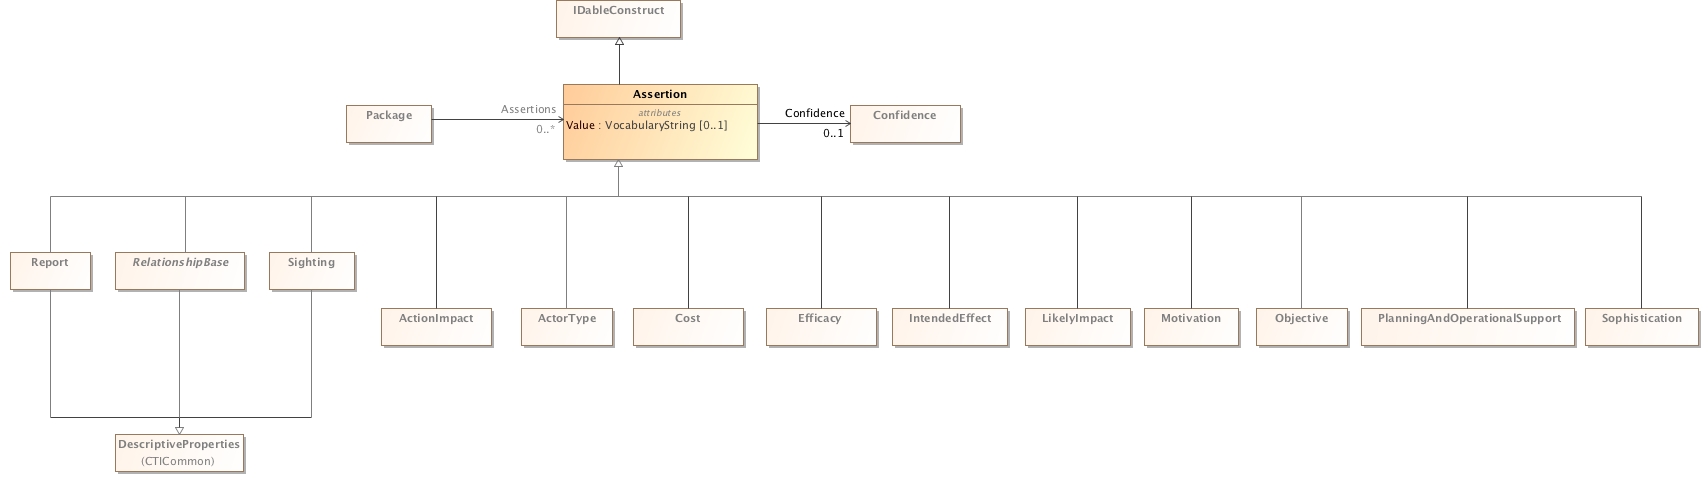 IDableConstruct
Assertion
attributes
Value : VocabularyString [0..1]
Package
Assertions
0..*
Confidence
0..1
Confidence
Report
RelationshipBase
Sighting
ActionImpact
ActorType
Cost
Efficacy
IntendedEffect
LikelyImpact
Motivation
Objective
PlanningAndOperationalSupport
Sophistication
DescriptiveProperties
(CTICommon)